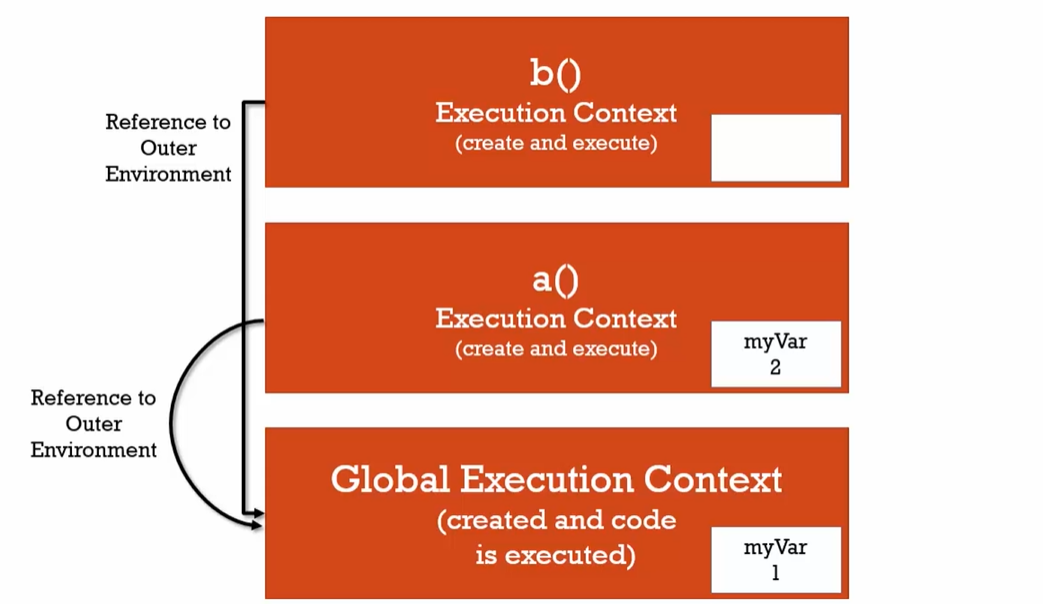 b()
Execution Context
(create and execute)
Reference to
Outer
Environment
a()
Execution Context
(create and execute)
myVar
2
Reference to
Outer
Environment
Global Execution Context
(created and code
is executed)
myVar
1